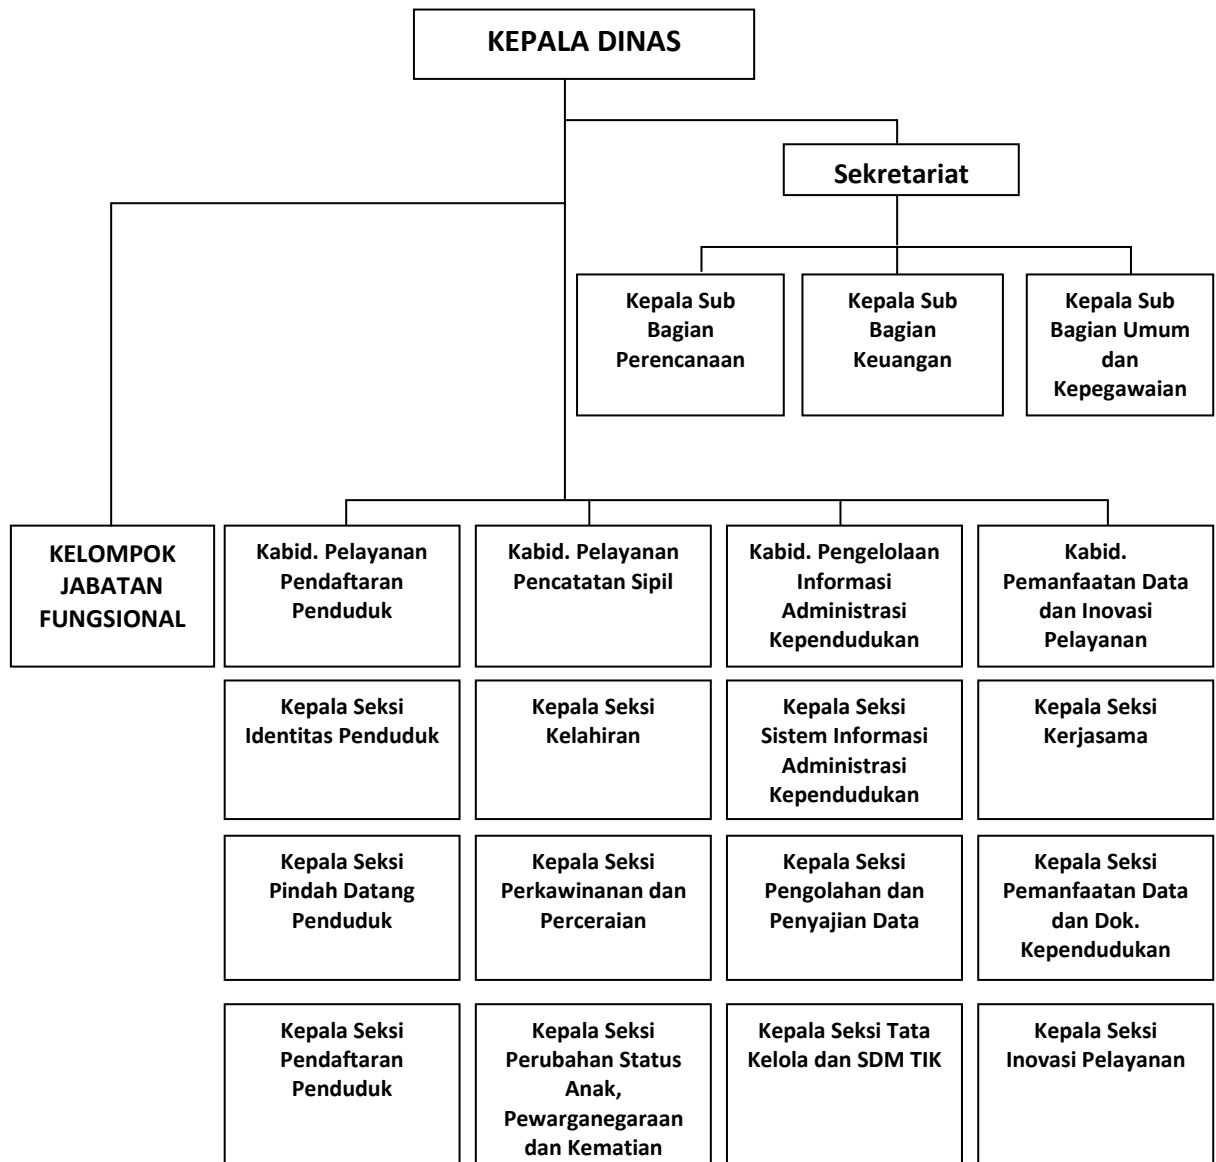 KEPALA DINAS
Sekretariat
Kepala Sub
Bagian
Perencanaan
Kepala Sub
Bagian
Keuangan
Kepala Sub
Bagian Umum
dan
Kepegawaian
KELOMPOK
JABATAN
FUNGSIONAL
Kabid. Pelayanan
Pendaftaran
Penduduk
Kabid. Pelayanan
Pencatatan Sipil
Kabid. Pengelolaan
Informasi
Administrasi
Kependudukan
Kabid.
Pemanfaatan Data
dan Inovasi
Pelayanan
Kepala Seksi
Identitas Penduduk
Kepala Seksi
Kelahiran
Kepala Seksi
Sistem Informasi
Administrasi
Kependudukan
Kepala Seksi
Kerjasama
Kepala Seksi
Pindah Datang
Penduduk
Kepala Seksi
Perkawinanan dan
Perceraian
Kepala Seksi
Pengolahan dan
Penyajian Data
Kepala Seksi
Pemanfaatan Data
dan Dok.
Kependudukan
Kepala Seksi
Pendaftaran
Penduduk
Kepala Seksi
Perubahan Status
Anak,
Pewarganegaraan
dan Kematian
Kepala Seksi Tata
Kelola dan SDM TIK
Kepala Seksi
Inovasi Pelayanan